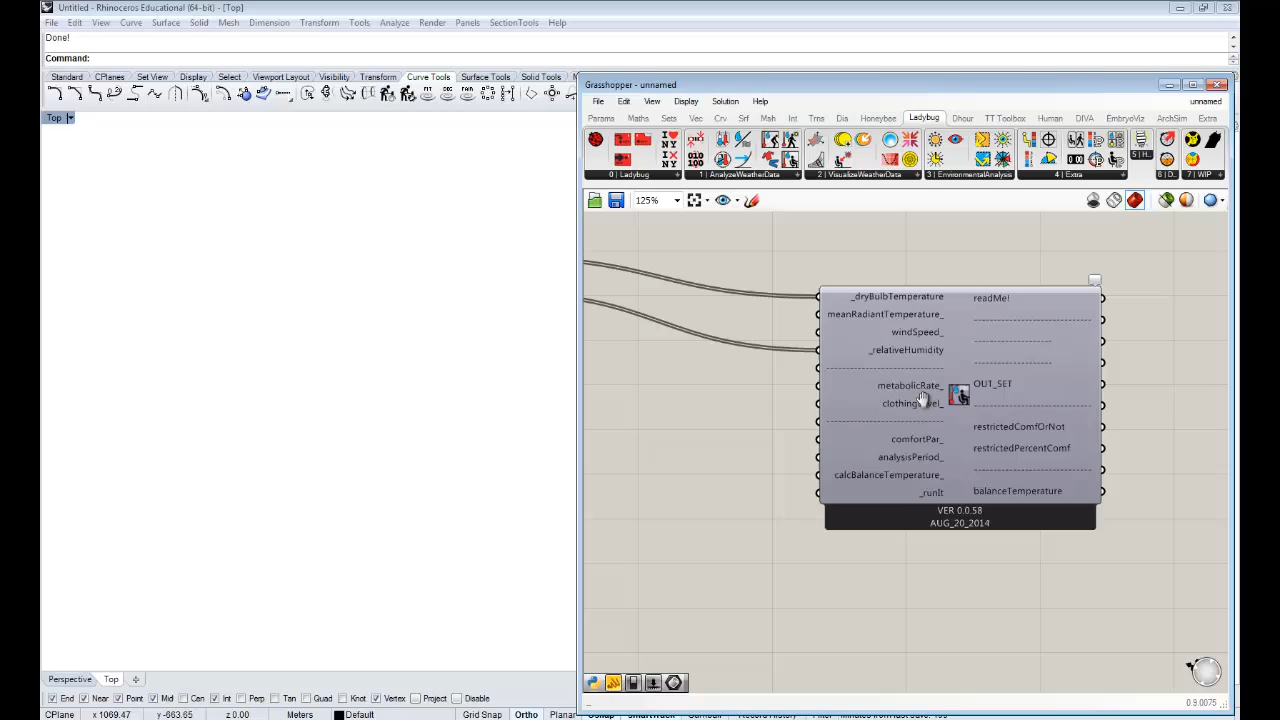 Untitled - Rhinoceros Educational (64-bit) - [Top]
File Edit View Curve Surface Solid Mesh Dimension Transform Tools Analyze Render Panels SectionTools Help
Done!
Command:
Standard CPlanes Set View Display Select Viewport Layout Visibility Transform Curve Tools Surface Tools Solid Tools
Top
Grasshopper - unnamed
File Edit View Display Solution Help unnamed
Params Maths Sets Vec Crv Srf Msh Int Trns Dia Honeybee Ladybug Dhour TT Toolbox Human DIVA EmbryoViz ArchSim Extra
0 | Ladybug 1 | AnalyzeWeatherData 2 | VisualizeWeatherData 3 | EnvironmentalAnalysis 4 | Extra 5 | H... 6 | D... 7 | WIP
125%
_dryBulbTemperature
meanRadiantTemperature_
windSpeed_
_relativeHumidity
metabolicRate_
comfortPar_
analysisPeriod_
calcBalanceTemperature_
_runIt
readMe!
OUT_SET
restrictedComfOrNot
restrictedPercentComf
balanceTemperature
VER 0.0.58
AUG_20_2014
0.9.0075
Perspective Top
End Near Point Mid Cen Int Perp Tan Quad Knot Vertex Project Disable
CPlane x 1069.47 y -663.65 z 0.00 Meters Default Grid Snap Ortho Planar